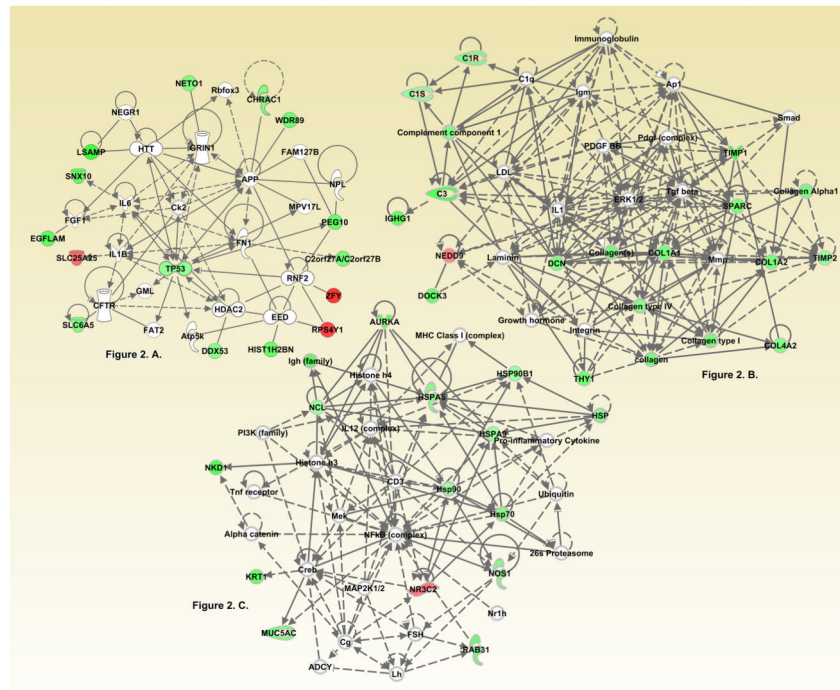 NETO1
Rbfox3
CHRAC1
NEGR1
WDR89
LSAMP
HTT
GRIN1
FAM127B
SNX10
APP
NPL
IL6
Ck2
MPV17L
FGF1
PEG10
EGFLAM
FN1
IL1B
C2orf27A/C2orf27B
SLC25A25
TP53
RNF2
GML
ZFY
CFTR
HDAC2
EED
SLC6A5
FAT2
Atp5k
RPS4Y1
DDX53
HIST1H2BN
Figure 2. A.
Immunoglobulin
C1R
C1q
C1S
Igm
Ap1
Smad
Complement component 1
Pdgf (complex)
PDGF BB
TIMP1
LDL
Tgf beta
Collagen Alpha1
C3
ERK1/2
SPARC
IGHG1
IL1
NEDD9
Laminin
Collagen(s)
COL1A1
DCN
Mmp
COL1A2
TIMP2
DOCK3
Collagen type IV
Growth hormone
Integrin
Collagen type I
COL4A2
collagen
THY1
Figure 2. B.
AURKA
MHC Class I (complex)
Igh (family)
Histone h4
HSP90B1
HSPA5
NCL
HSP
PI3K (family)
IL12 (complex)
HSPA9
Pro-inflammatory Cytokine
NKD1
Histone h3
CD3
Hsp90
Ubiquitin
Tnf receptor
Mek
Hsp70
Alpha catenin
NFkB (complex)
26s Proteasome
KRT1
Creb
NOS1
MAP2K1/2
NR3C2
Figure 2. C.
Nr1h
MUC5AC
Cg
FSH
RAB31
ADCY
Lh